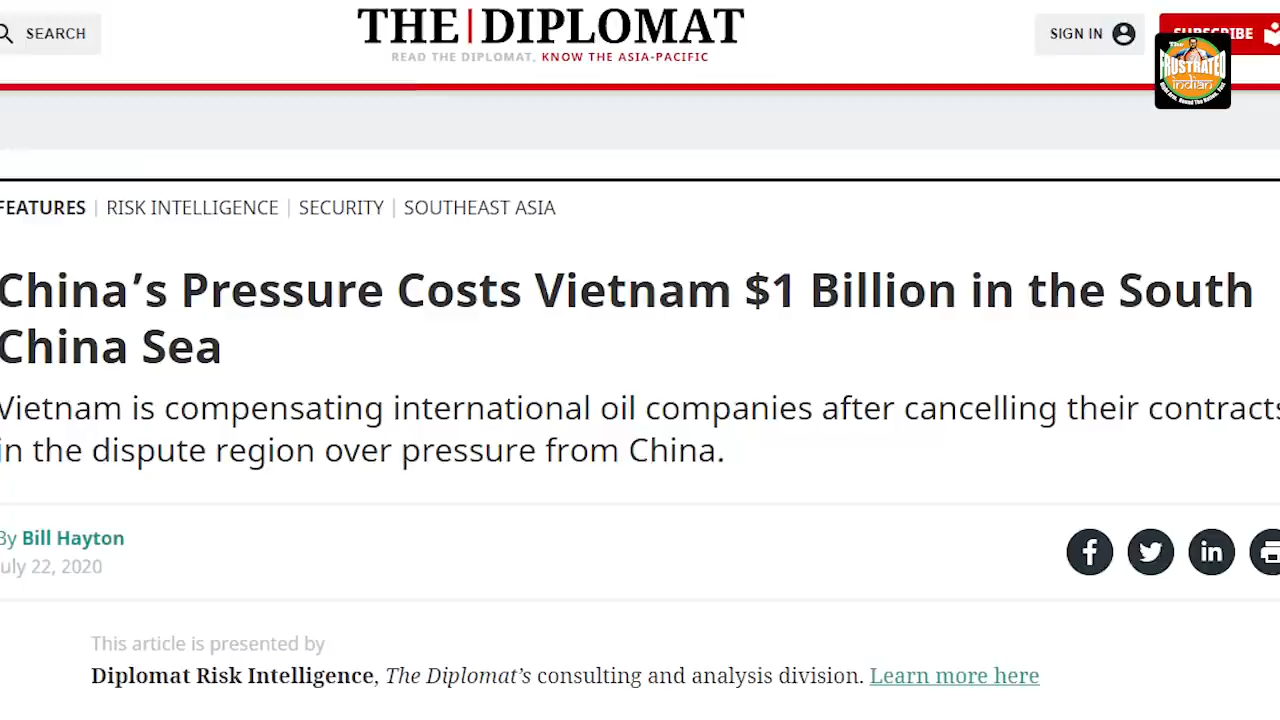 SEARCH
THE|DIPLOMAT
READ THE DIPLOMAT, KNOW THE ASIA-PACIFIC
SIGN IN
SUBSCRIBE
The
FRUSTRATED
indian
FEATURES | RISK INTELLIGENCE | SECURITY | SOUTHEAST ASIA
China's Pressure Costs Vietnam $1 Billion in the South
China Sea
Vietnam is compensating international oil companies after cancelling their contracts
in the dispute region over pressure from China.
By Bill Hayton
July 22, 2020
This article is presented by
Diplomat Risk Intelligence, The Diplomat's consulting and analysis division. Learn more here